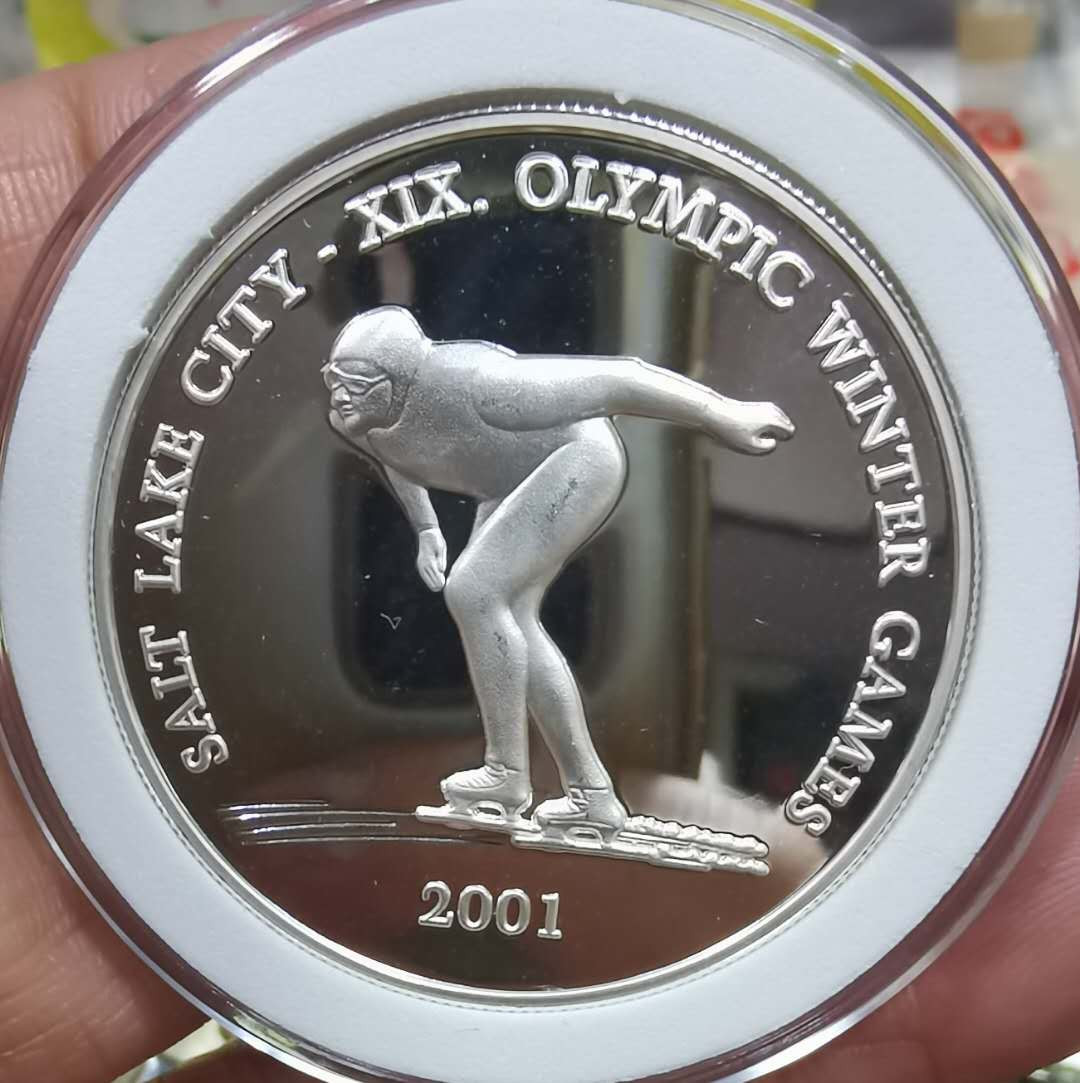 SALT LAKE CITY - XIX. OLYMPIC WINTER GAMES
2001